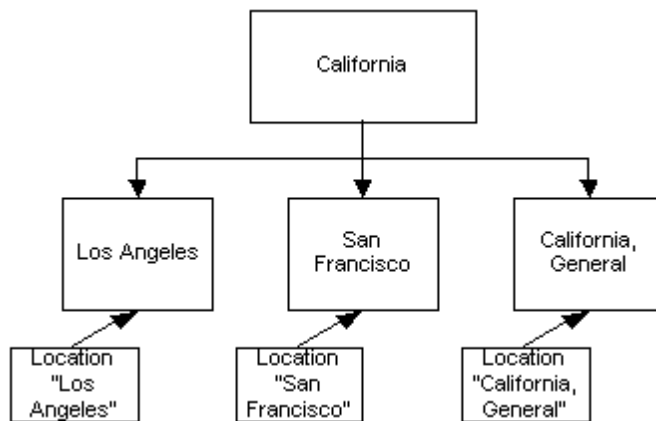 California
Los Angeles
San
Francisco
California,
General
Location
"Los
Angeles"
Location
"San
Francisco"
Location
"California,
General"